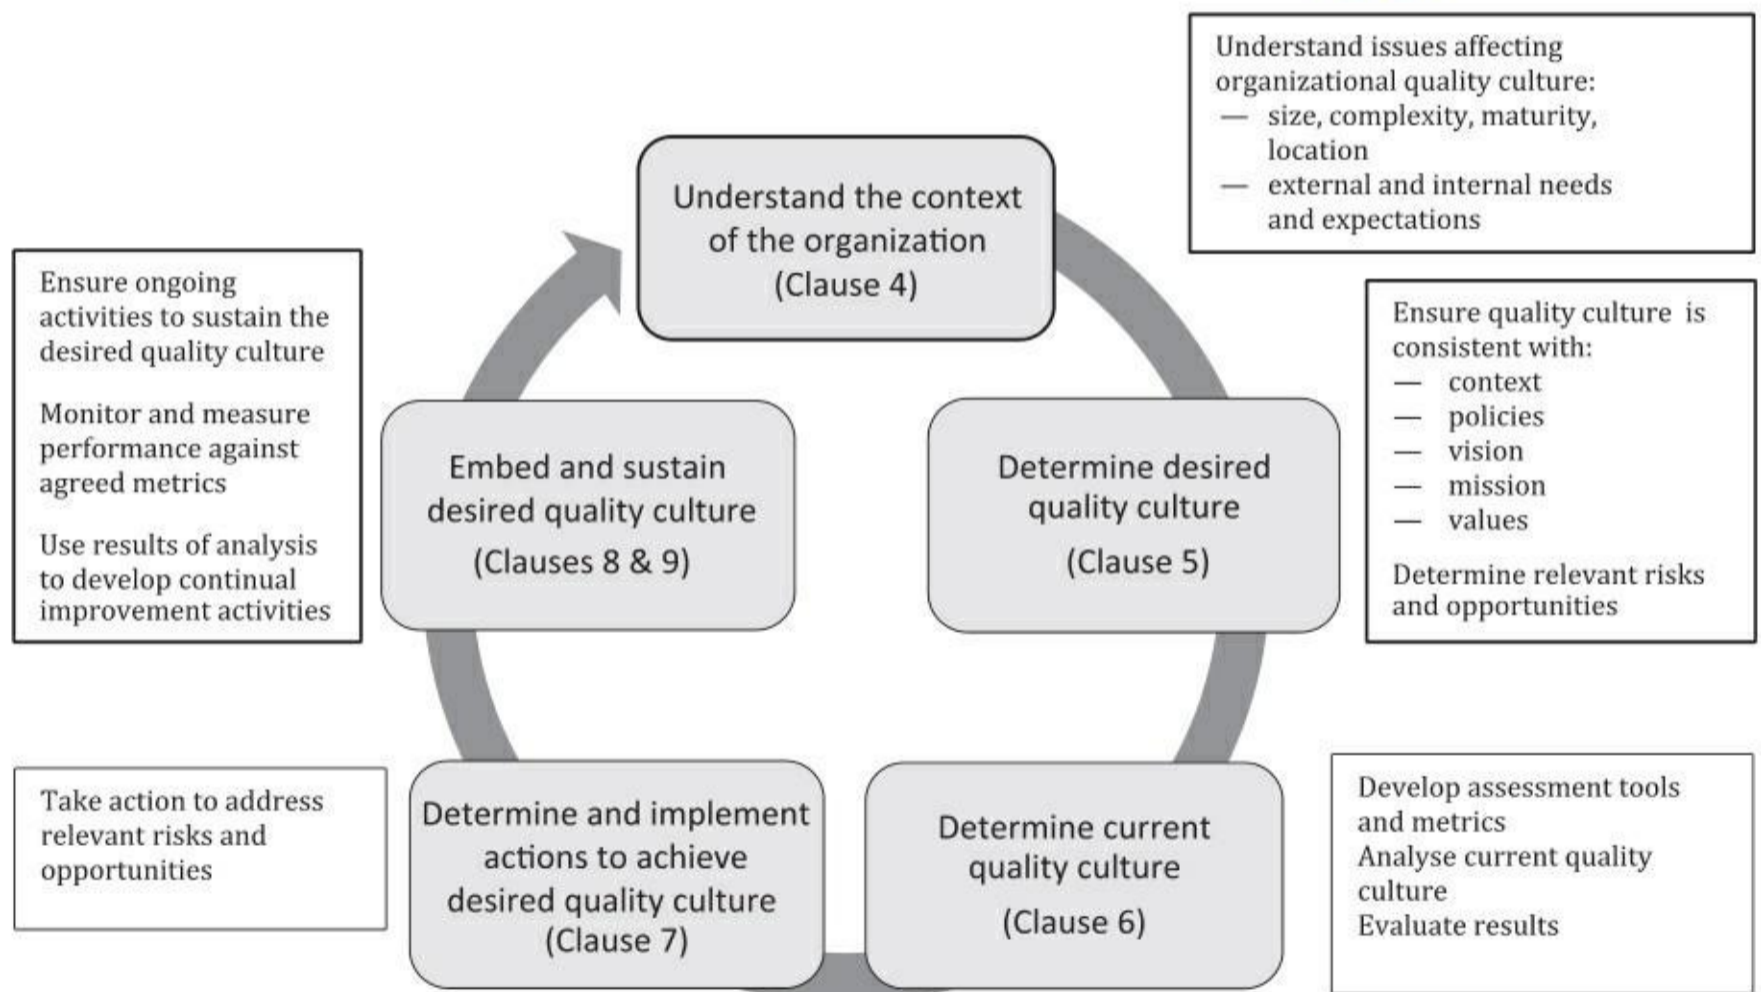 Understand the context
of the organization
(Clause 4)
Understand issues affecting
organizational quality culture:
— size, complexity, maturity,
location
— external and internal needs
and expectations
Determine desired
quality culture
(Clause 5)
Ensure quality culture is
consistent with:
— context
— policies
— vision
— mission
— values
Determine relevant risks
and opportunities
Determine current
quality culture
(Clause 6)
Develop assessment tools
and metrics
Analyse current quality
culture
Evaluate results
Determine and implement
actions to achieve
desired quality culture
(Clause 7)
Take action to address
relevant risks and
opportunities
Embed and sustain
desired quality culture
(Clauses 8 & 9)
Ensure ongoing
activities to sustain the
desired quality culture
Monitor and measure
performance against
agreed metrics
Use results of analysis
to develop continual
improvement activities